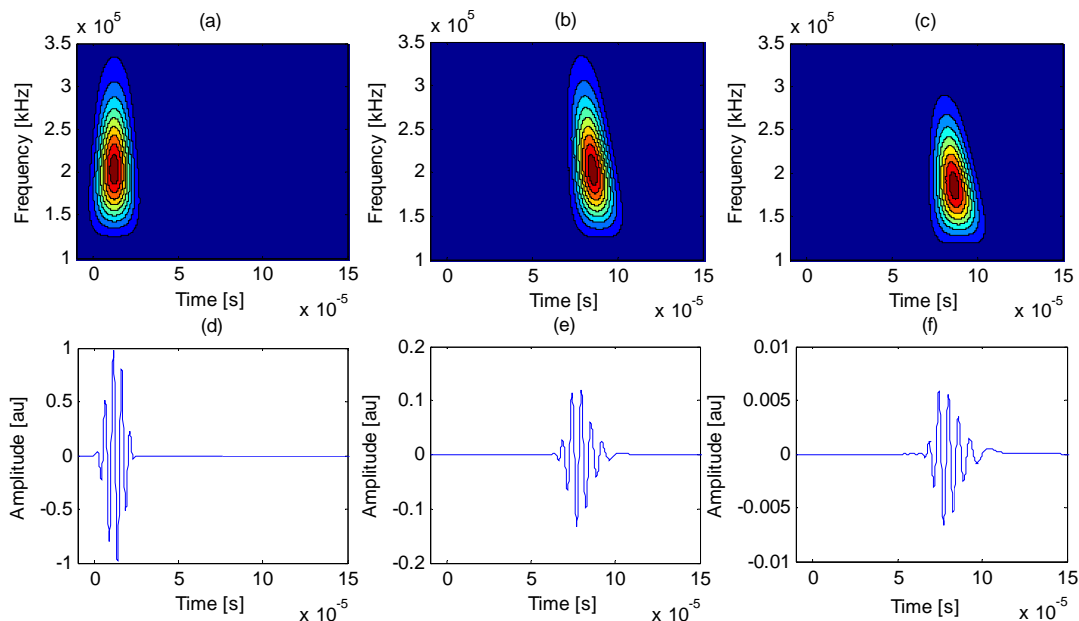 x 10^5 (a)
3.5
3
2.5
2
1.5
1
Frequency [kHz]
0 5 10 15
Time [s]
x 10^-5
x 10^5 (b)
3.5
3
2.5
2
1.5
1
Frequency [kHz]
0 5 10 15
Time [s]
x 10^-5
x 10^5 (c)
3.5
3
2.5
2
1.5
1
Frequency [kHz]
0 5 10 15
Time [s]
x 10^-5
(d)
1
0.5
0
-0.5
-1
Amplitude [au]
0 5 10 15
Time [s]
x 10^-5
(e)
0.2
0.1
0
-0.1
-0.2
Amplitude [au]
0 5 10 15
Time [s]
x 10^-5
(f)
0.01
0.005
0
-0.005
-0.01
Amplitude [au]
0 5 10 15
Time [s]
x 10^-5